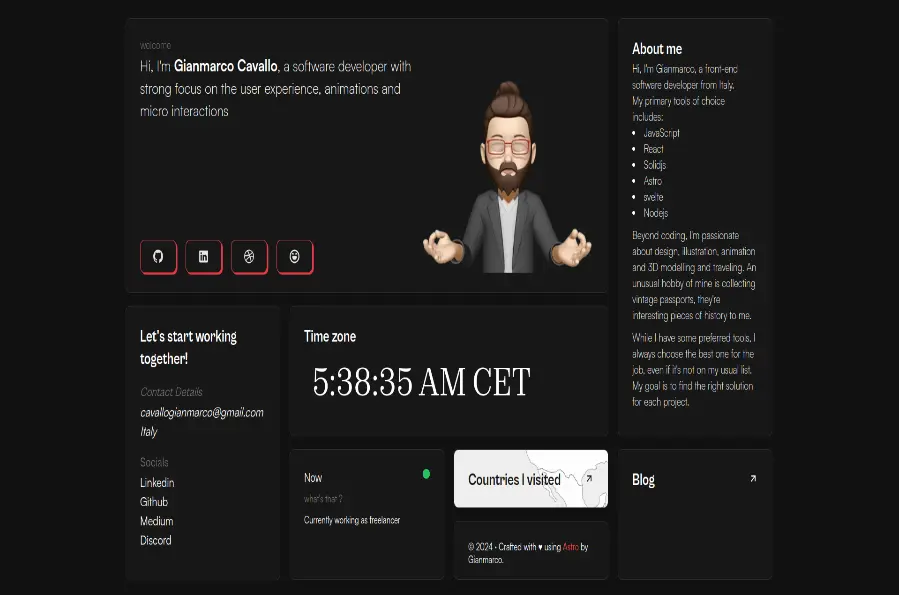 welcome
Hi, I'm Gianmarco Cavallo, a software developer with
strong focus on the user experience, animations and
micro interactions
About me
Hi, I'm Gianmarco, a front-end
software developer from Italy.
My primary tools of choice
includes:
• JavaScript
• React
• Solidjs
• Astro
• svelte
• Nodejs
Beyond coding, I'm passionate
about design, illustration, animation
and 3D modelling and traveling. An
unusual hobby of mine is collecting
vintage passports, they're
interesting pieces of history to me.
While I have some preferred tools, I
always choose the best one for the
job, even if it's not on my usual list.
My goal is to find the right solution
for each project.
Let's start working
together!
Contact Details
cavallogianmarco@gmail.com
Italy
Socials
Linkedin
Github
Medium
Discord
Time zone
5:38:35 AM CET
Now
what's that ?
Currently working as freelancer
Countries I visited
© 2024 • Crafted with ♥ using Astro by
Gianmarco.
Blog